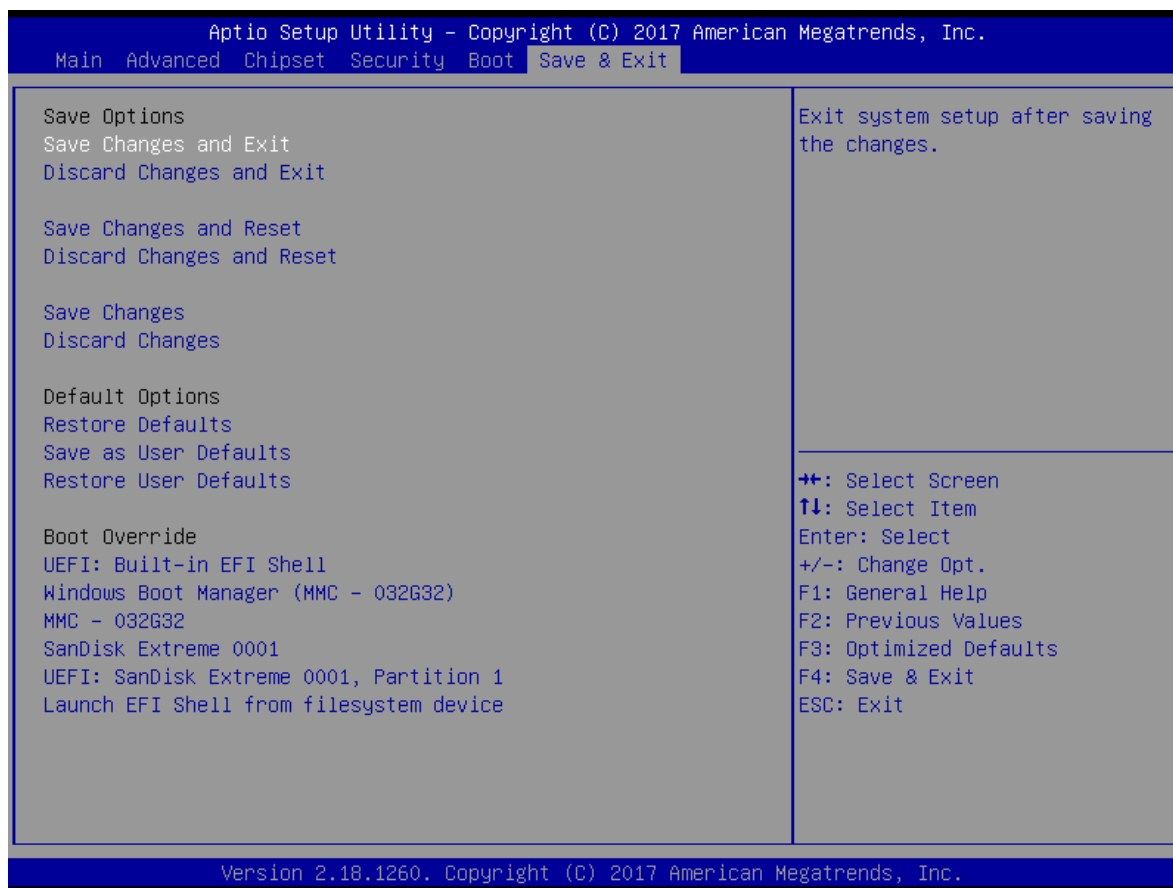 Aptio Setup Utility – Copyright (C) 2017 American Megatrends, Inc.
Main Advanced Chipset Security Boot Save & Exit
Save Options
Save Changes and Exit
Discard Changes and Exit
Save Changes and Reset
Discard Changes and Reset
Save Changes
Discard Changes
Default Options
Restore Defaults
Save as User Defaults
Restore User Defaults
Boot Override
UEFI: Built-in EFI Shell
Windows Boot Manager (MMC – 032G32)
MMC – 032G32
SanDisk Extreme 0001
UEFI: SanDisk Extreme 0001, Partition 1
Launch EFI Shell from filesystem device
Exit system setup after saving
the changes.
→←: Select Screen
↑↓: Select Item
Enter: Select
+/-: Change Opt.
F1: General Help
F2: Previous Values
F3: Optimized Defaults
F4: Save & Exit
ESC: Exit
Version 2.18.1260. Copyright (C) 2017 American Megatrends, Inc.